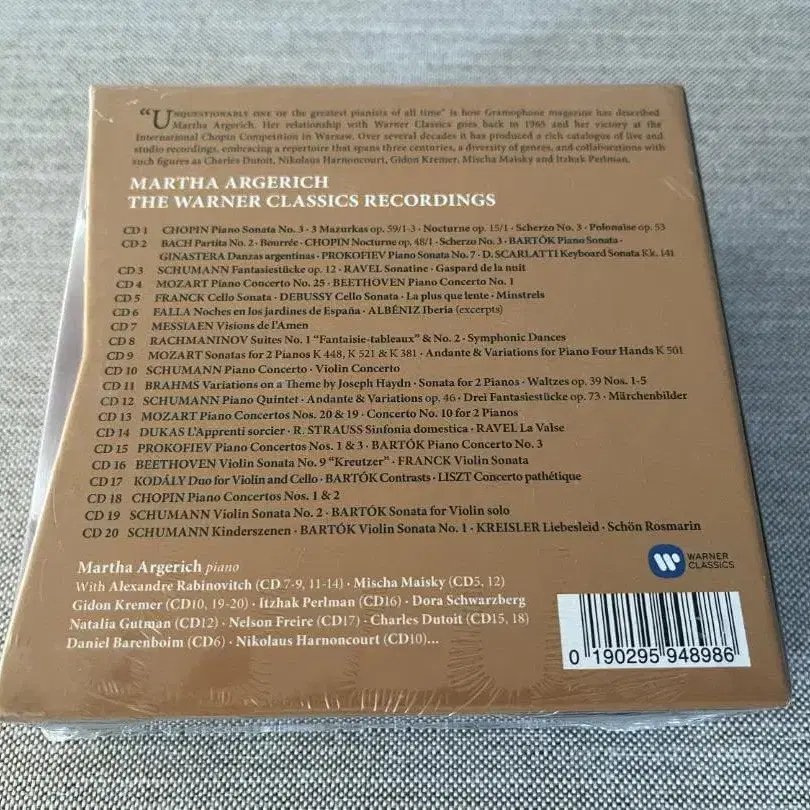 “UNQUESTIONABLY ONE OF the greatest pianists of all time” is how Gramophone magazine has described
Martha Argerich. Her relationship with Warner Classics goes back to 1965 and her victory at the
International Chopin Competition in Warsaw. Over several decades it has produced a rich catalogue of live and
studio recordings, embracing a repertoire that spans three centuries, a diversity of genres, and collaborations with
such figures as Charles Dutoit, Nikolaus Harnoncourt, Gidon Kremer, Mischa Maisky and Itzhak Perlman.
MARTHA ARGERICH
THE WARNER CLASSICS RECORDINGS
CD 1 CHOPIN Piano Sonata No. 3 · 3 Mazurkas op. 59/1-3 · Nocturne op. 15/1 · Scherzo No. 3 · Polonaise op. 53
CD 2 BACH Partita No. 2 · Bourrée · CHOPIN Nocturne op. 48/1 · Scherzo No. 3 · BARTÓK Piano Sonata ·
GINASTERA Danzas argentinas · PROKOFIEV Piano Sonata No. 7 · D. SCARLATTI Keyboard Sonata Kk. 141
CD 3 SCHUMANN Fantasiestücke op. 12 · RAVEL Sonatine · Gaspard de la nuit
CD 4 MOZART Piano Concerto No. 25 · BEETHOVEN Piano Concerto No. 1
CD 5 FRANCK Cello Sonata · DEBUSSY Cello Sonata · La plus que lente · Minstrels
CD 6 FALLA Noches en los jardines de España · ALBÉNIZ Iberia (excerpts)
CD 7 MESSIAEN Visions de l'Amen
CD 8 RACHMANINOV Suites No. 1 “Fantaisie-tableaux” & No. 2 · Symphonic Dances
CD 9 MOZART Sonatas for 2 Pianos K 448, K 521 & K 381 · Andante & Variations for Piano Four Hands K 501
CD 10 SCHUMANN Piano Concerto · Violin Concerto
CD 11 BRAHMS Variations on a Theme by Joseph Haydn · Sonata for 2 Pianos · Waltzes op. 39 Nos. 1-5
CD 12 SCHUMANN Piano Quintet · Andante & Variations op. 46 · Drei Fantasiestücke op. 73 · Märchenbilder
CD 13 MOZART Piano Concertos Nos. 20 & 19 · Concerto No. 10 for 2 Pianos
CD 14 DUKAS L'Apprenti sorcier · R. STRAUSS Sinfonia domestica · RAVEL La Valse
CD 15 PROKOFIEV Piano Concertos Nos. 1 & 3 · BARTÓK Piano Concerto No. 3
CD 16 BEETHOVEN Violin Sonata No. 9 “Kreutzer” · FRANCK Violin Sonata
CD 17 KODÁLY Duo for Violin and Cello · BARTÓK Contrasts · LISZT Concerto pathétique
CD 18 CHOPIN Piano Concertos Nos. 1 & 2
CD 19 SCHUMANN Violin Sonata No. 2 · BARTÓK Sonata for Violin solo
CD 20 SCHUMANN Kinderszenen · BARTÓK Violin Sonata No. 1 · KREISLER Liebesleid · Schön Rosmarin
Martha Argerich piano
With Alexandre Rabinovitch (CD 7-9, 11-14) · Mischa Maisky (CD5, 12)
Gidon Kremer (CD10, 19-20) · Itzhak Perlman (CD16) · Dora Schwarzberg
Natalia Gutman (CD12) · Nelson Freire (CD17) · Charles Dutoit (CD15, 18)
Daniel Barenboim (CD6) · Nikolaus Harnoncourt (CD10)...
WARNER
CLASSICS
0 190295 948986